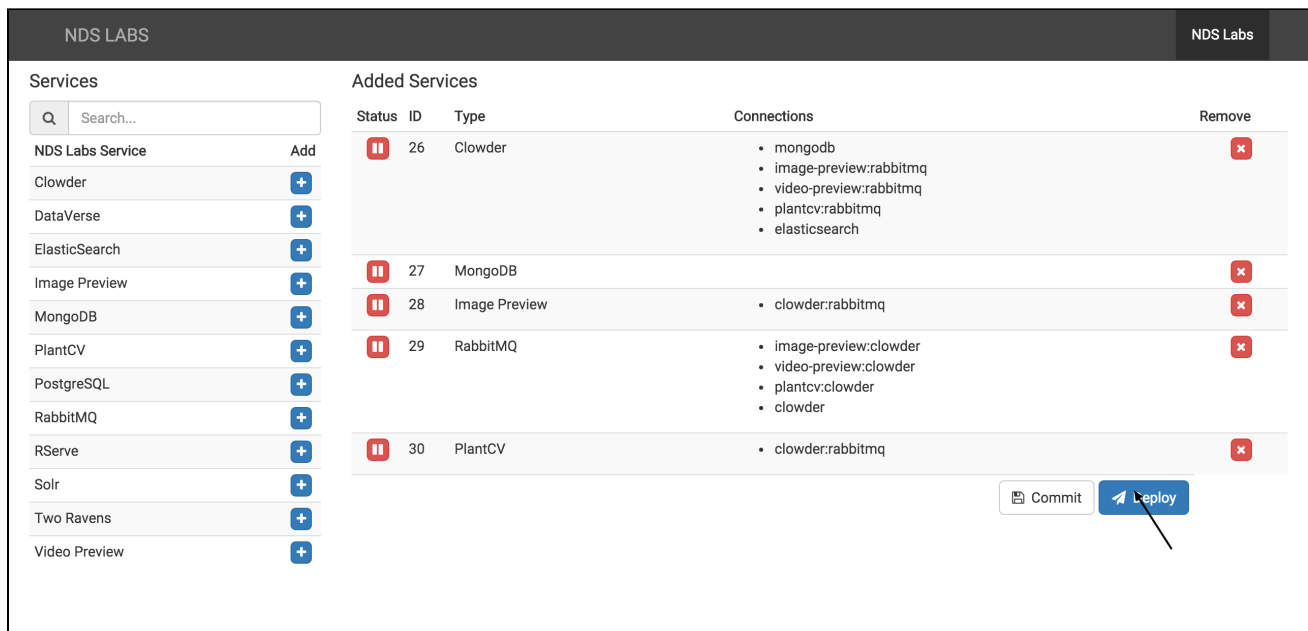 NDS LABS
NDS Labs
Services
Search...
NDS Labs Service Add
Clowder
DataVerse
ElasticSearch
Image Preview
MongoDB
PlantCV
PostgreSQL
RabbitMQ
RServe
Solr
Two Ravens
Video Preview
Added Services
Status ID Type Connections Remove
26 Clowder
• mongodb
• image-preview:rabbitmq
• video-preview:rabbitmq
• plantcv:rabbitmq
• elasticsearch
27 MongoDB
28 Image Preview • clowder:rabbitmq
29 RabbitMQ
• image-preview:clowder
• video-preview:clowder
• plantcv:clowder
• clowder
30 PlantCV • clowder:rabbitmq
Commit Deploy